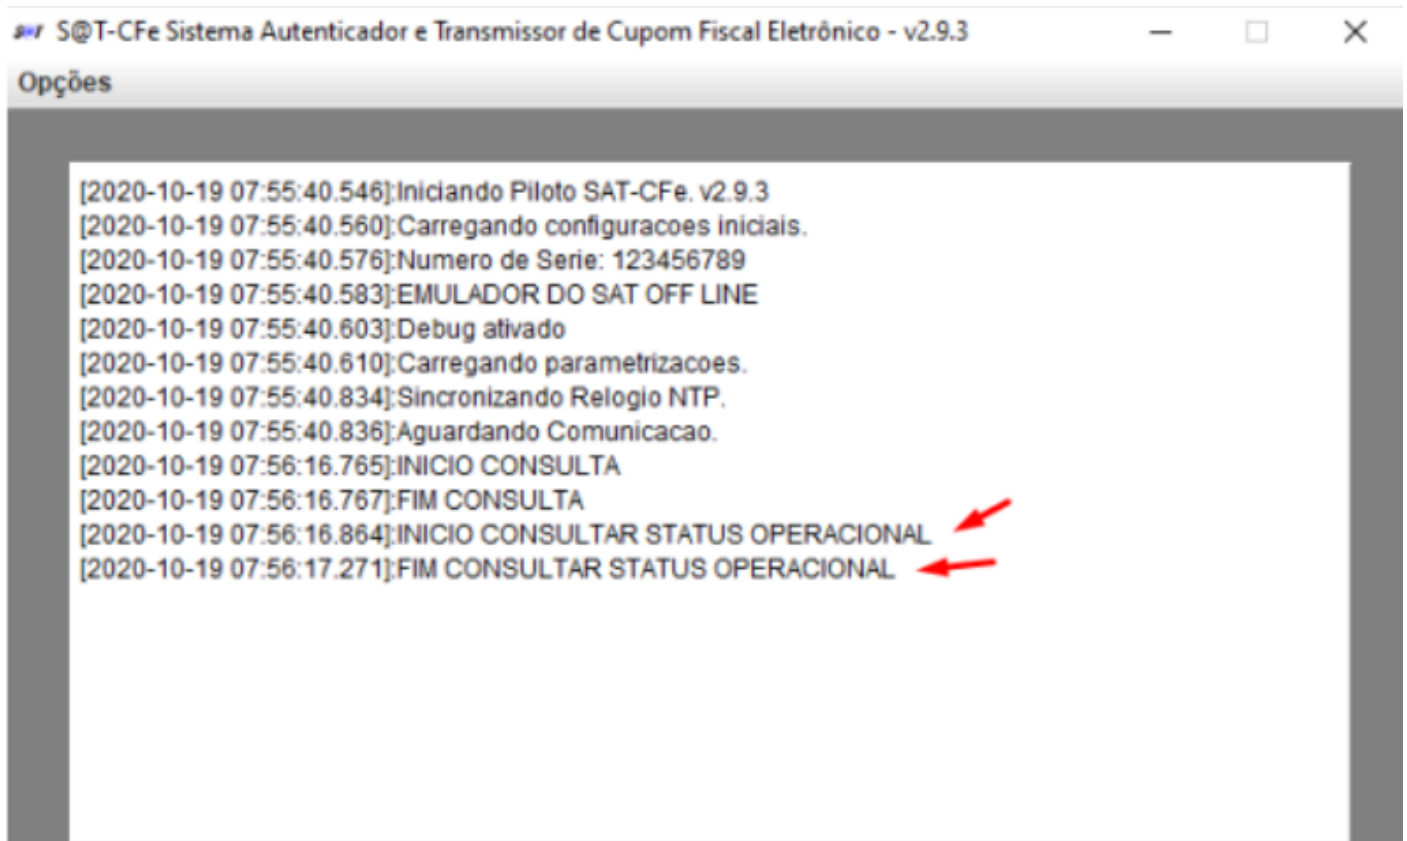 S@T-CFe Sistema Autenticador e Transmissor de Cupom Fiscal Eletrônico - v2.9.3
Opções
[2020-10-19 07:55:40.546]:Iniciando Piloto SAT-CFe. v2.9.3
[2020-10-19 07:55:40.560]:Carregando configuracoes iniciais.
[2020-10-19 07:55:40.576]:Numero de Serie: 123456789
[2020-10-19 07:55:40.583]:EMULADOR DO SAT OFF LINE
[2020-10-19 07:55:40.603]:Debug ativado
[2020-10-19 07:55:40.610]:Carregando parametrizacoes.
[2020-10-19 07:55:40.834]:Sincronizando Relogio NTP.
[2020-10-19 07:55:40.836]:Aguardando Comunicacao.
[2020-10-19 07:56:16.765]:INICIO CONSULTA
[2020-10-19 07:56:16.767]:FIM CONSULTA
[2020-10-19 07:56:16.864]:INICIO CONSULTAR STATUS OPERACIONAL
[2020-10-19 07:56:17.271]:FIM CONSULTAR STATUS OPERACIONAL